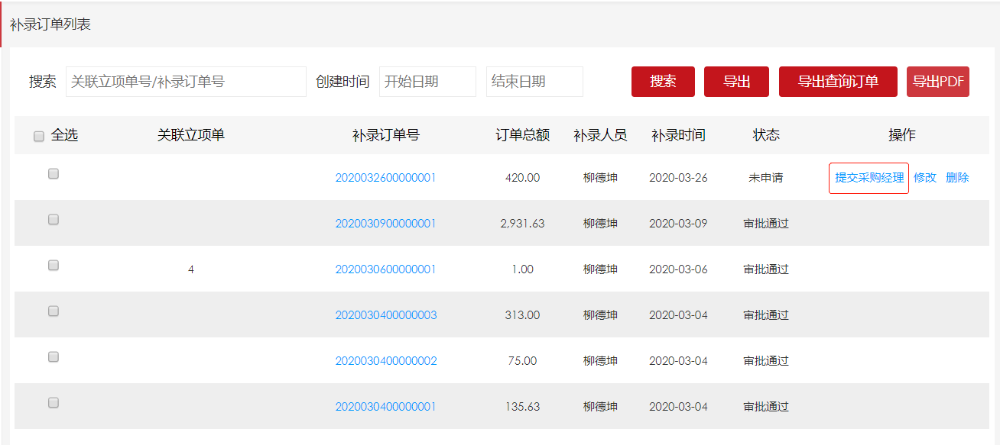 补录订单列表
搜索 关联立项单号/补录订单号 创建时间 开始日期 结束日期 搜索 导出 导出查询订单 导出PDF
全选 关联立项单 补录订单号 订单总额 补录人员 补录时间 状态 操作
2020032600000001 420.00 柳德坤 2020-03-26 未申请 提交采购经理 修改 删除
2020030900000001 2,931.63 柳德坤 2020-03-09 审批通过
4 2020030600000001 1.00 柳德坤 2020-03-06 审批通过
2020030400000003 313.00 柳德坤 2020-03-04 审批通过
2020030400000002 75.00 柳德坤 2020-03-04 审批通过
2020030400000001 135.63 柳德坤 2020-03-04 审批通过